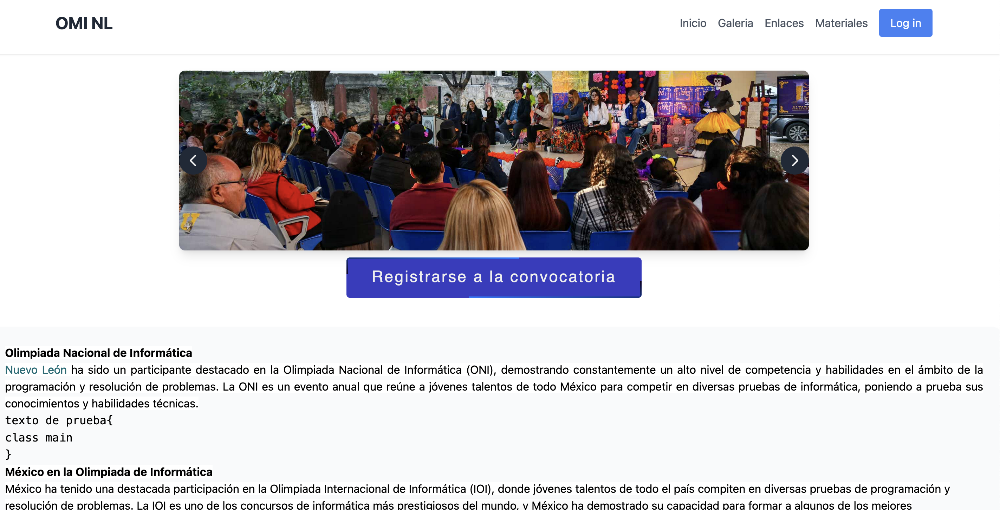 OMI NL
Inicio Galeria Enlaces Materiales Log in
ALTAR
RIP
Registrarse a la convocatoria
Olimpiada Nacional de Informática
Nuevo León ha sido un participante destacado en la Olimpiada Nacional de Informática (ONI), demostrando constantemente un alto nivel de competencia y habilidades en el ámbito de la
programación y resolución de problemas. La ONI es un evento anual que reúne a jóvenes talentos de todo México para competir en diversas pruebas de informática, poniendo a prueba sus
conocimientos y habilidades técnicas.
texto de prueba{
class main
}
México en la Olimpiada de Informática
México ha tenido una destacada participación en la Olimpiada Internacional de Informática (IOI), donde jóvenes talentos de todo el país compiten en diversas pruebas de programación y
resolución de problemas. La IOI es uno de los concursos de informática más prestigiosos del mundo, y México ha demostrado su capacidad para formar a algunos de los mejores